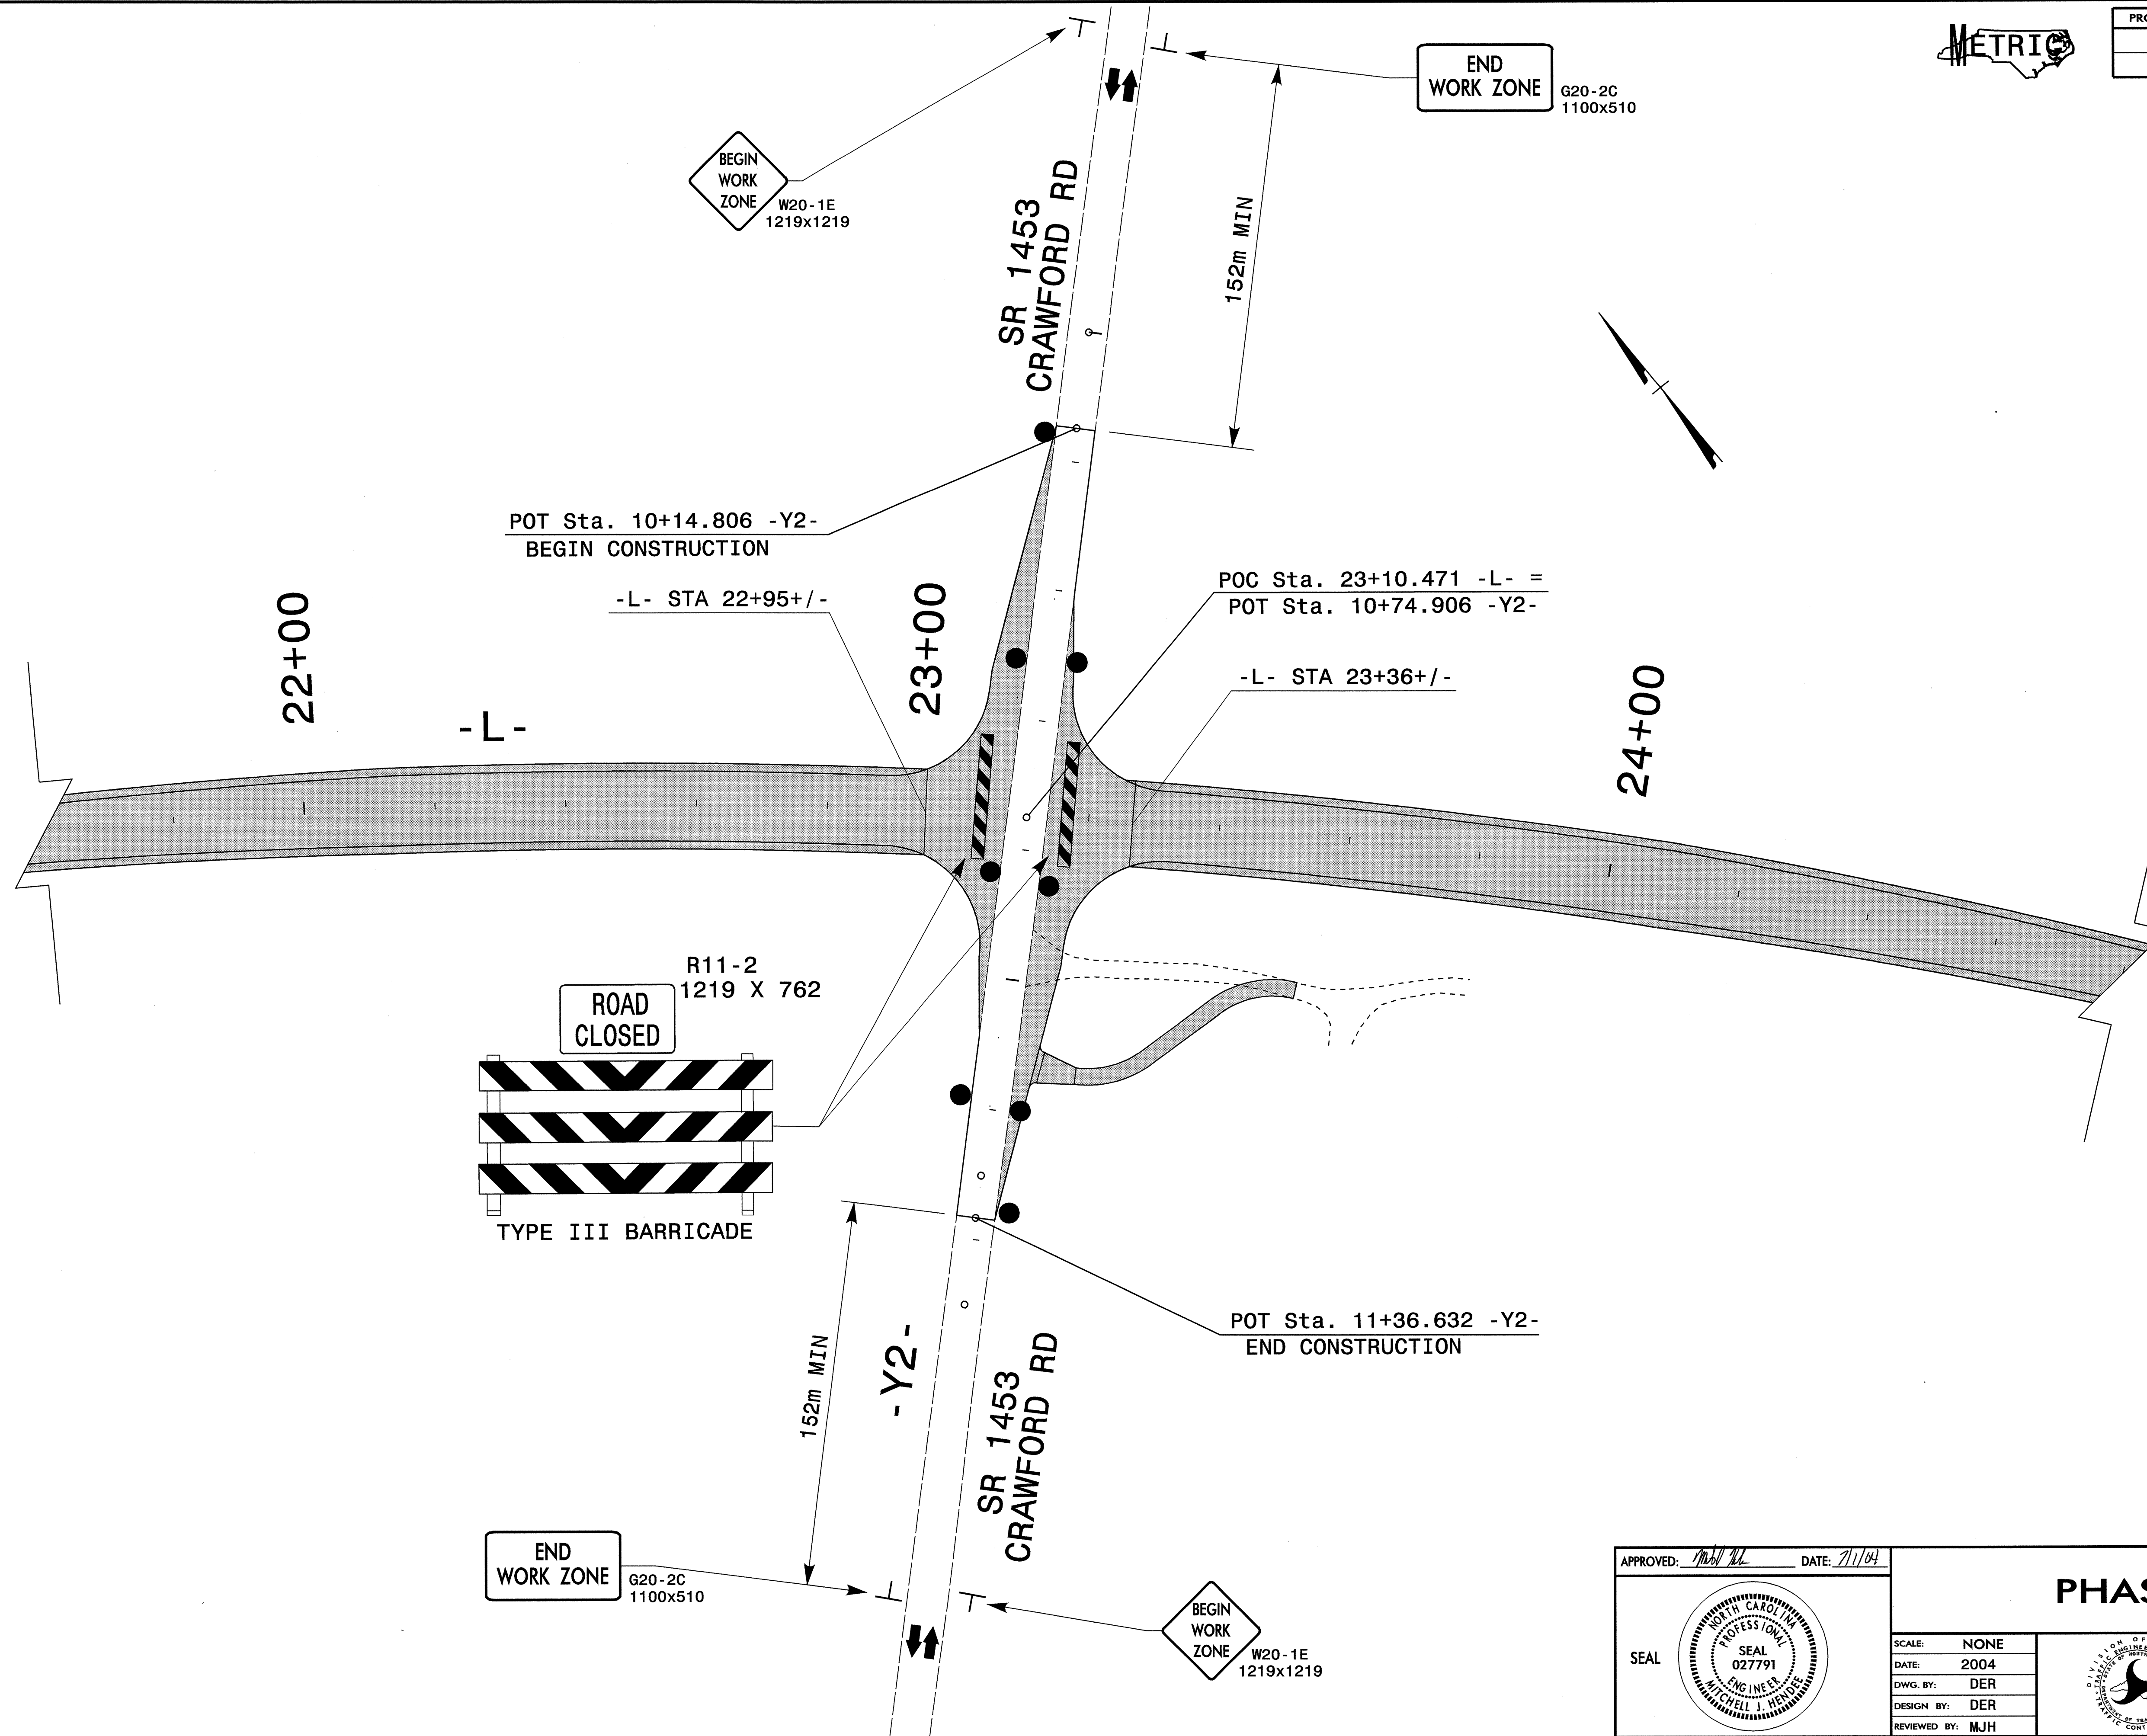 METRIC
PRO
END
WORK ZONE
G20-2C
1100x510
BEGIN
WORK
ZONE
W20-1E
1219x1219
SR 1453
CRAWFORD RD
152m MIN
POT Sta. 10+14.806 -Y2-
BEGIN CONSTRUCTION
-L- STA 22+95+/-
POC Sta. 23+10.471 -L- =
POT Sta. 10+74.906 -Y2-
-L- STA 23+36+/-
22+00
23+00
24+00
-L-
R11-2
1219 X 762
ROAD
CLOSED
TYPE III BARRICADE
POT Sta. 11+36.632 -Y2-
END CONSTRUCTION
152m MIN
-Y2-
SR 1453
CRAWFORD RD
END
WORK ZONE
G20-2C
1100x510
BEGIN
WORK
ZONE
W20-1E
1219x1219
APPROVED: DATE: 7/1/04
SEAL
NORTH CAROLINA
PROFESSIONAL
SEAL
027791
ENGINEER
MITCHELL J. HENDEE
PHAS
SCALE: NONE
DATE: 2004
DWG. BY: DER
DESIGN BY: DER
REVIEWED BY: MJH
DIVISION OF